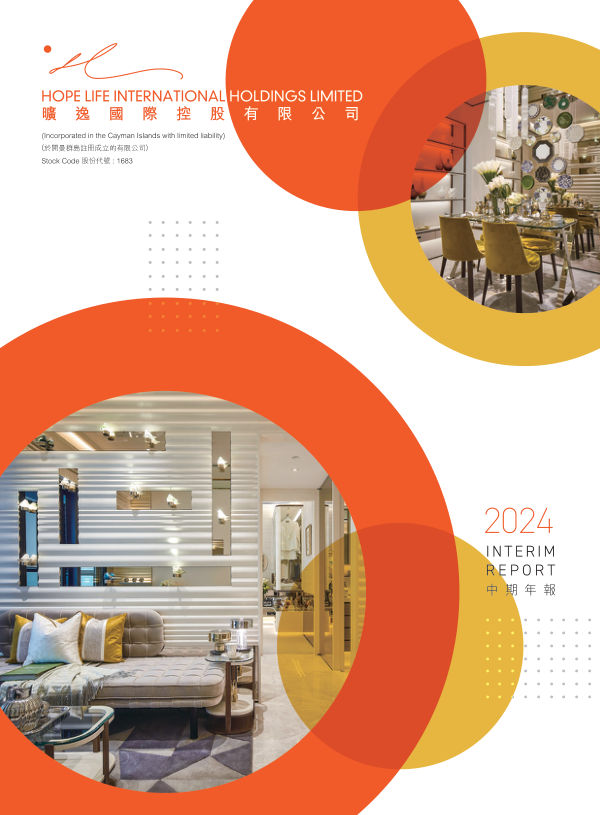 HOPE LIFE INTERNATIONAL HOLDINGS LIMITED
曠逸國際控股有限公司
(Incorporated in the Cayman Islands with limited liability)
(於開曼群島註冊成立的有限公司)
Stock Code 股份代號 : 1683
2024
INTERIM
REPORT
中期年報